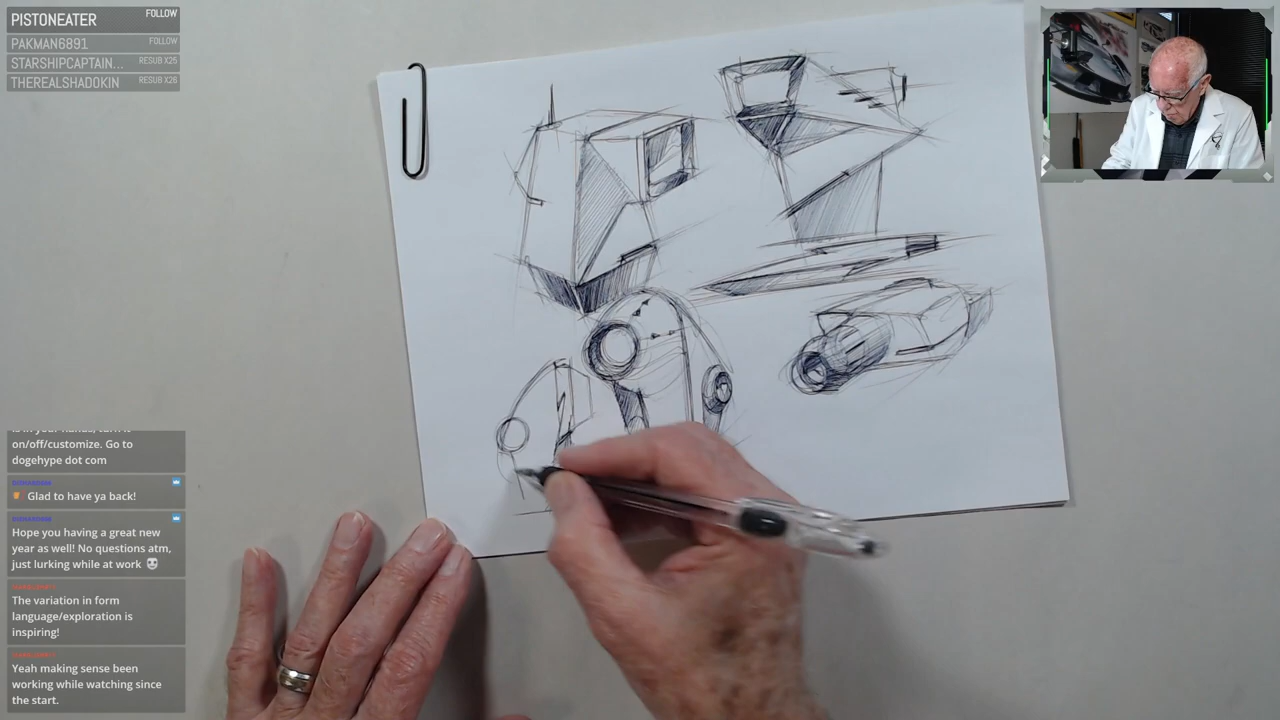 PISTONEATER FOLLOW
PAKMAN6891 FOLLOW
STARSHIPCAPTAIN... RESUB X25
THEREALSHADOKIN RESUB X26
on/off/customize. Go to
dogehype dot com
Glad to have ya back!
Hope you having a great new
year as well! No questions atm,
just lurking while at work
The variation in form
language/exploration is
inspiring!
Yeah making sense been
working while watching since
the start.